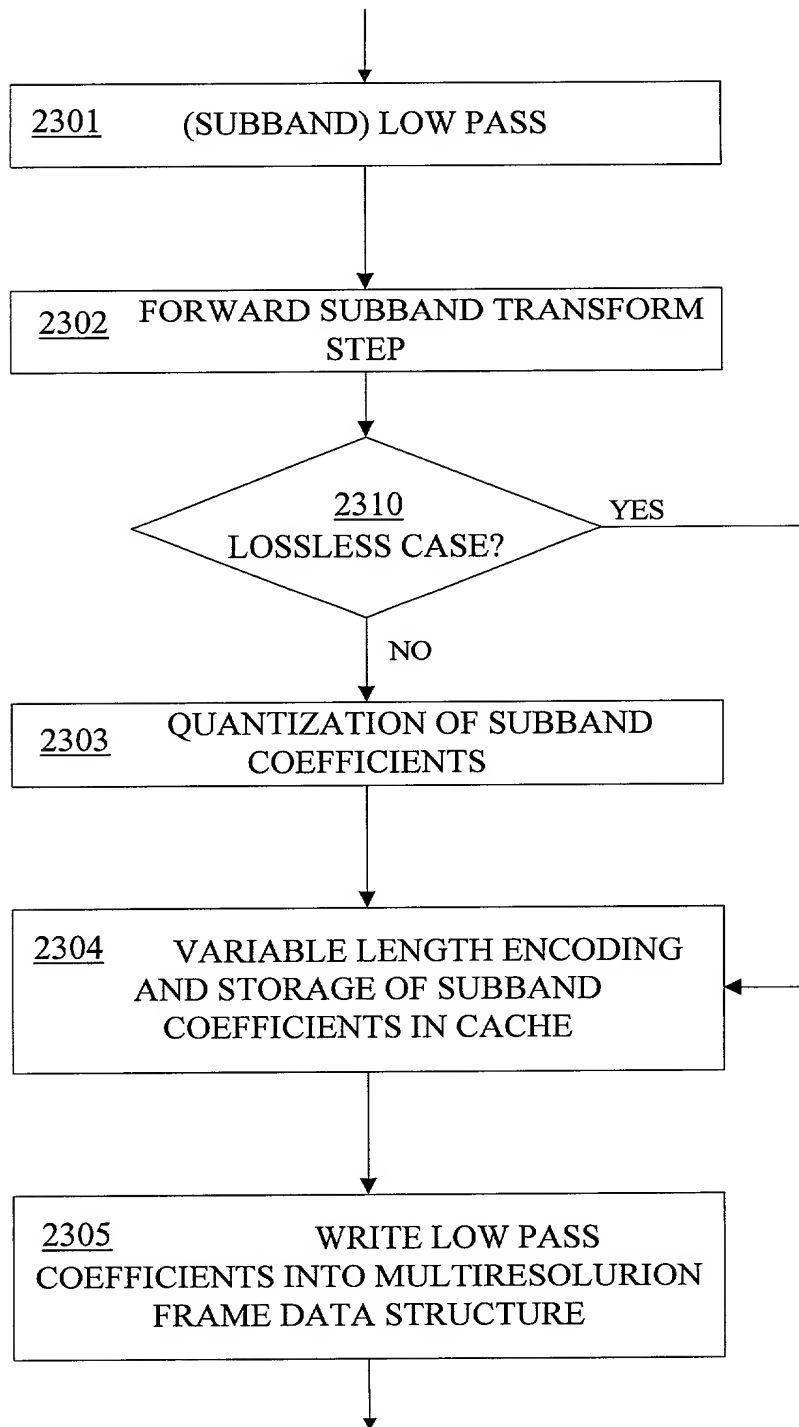 2301 (SUBBAND) LOW PASS
2302 FORWARD SUBBAND TRANSFORM
STEP
2310
LOSSLESS CASE?
YES
NO
2303 QUANTIZATION OF SUBBAND
COEFFICIENTS
2304 VARIABLE LENGTH ENCODING
AND STORAGE OF SUBBAND
COEFFICIENTS IN CACHE
2305 WRITE LOW PASS
COEFFICIENTS INTO MULTIRESOLURION
FRAME DATA STRUCTURE